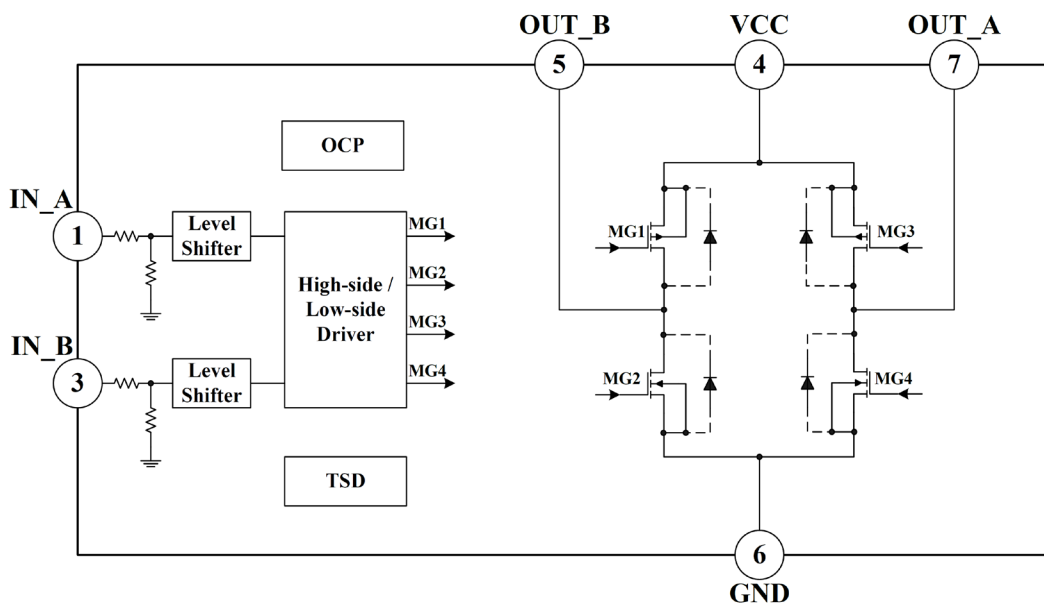 OUT_B
VCC
OUT_A
5
4
7
OCP
IN_A
1
Level
Shifter
MG1
MG2
MG3
MG4
High-side /
Low-side
Driver
IN_B
3
Level
Shifter
TSD
MG1
MG3
MG2
MG4
6
GND